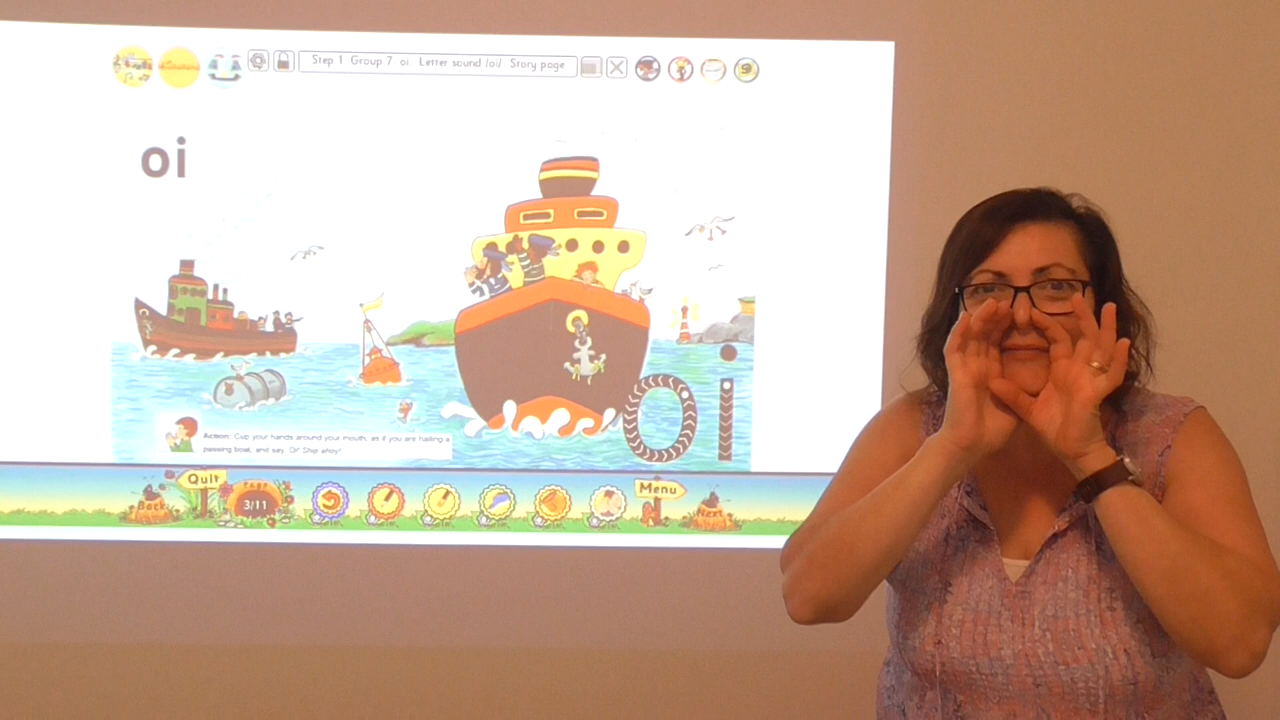 Step 1 Group 7 oi Letter sound /oi/ Story page
oi
oi
Action: Cup your hands around your mouth, as if you are hailing a
passing boat, and say, Oi! Ship ahoy!
Quit
Back
PAGE
3/11
Menu
Next